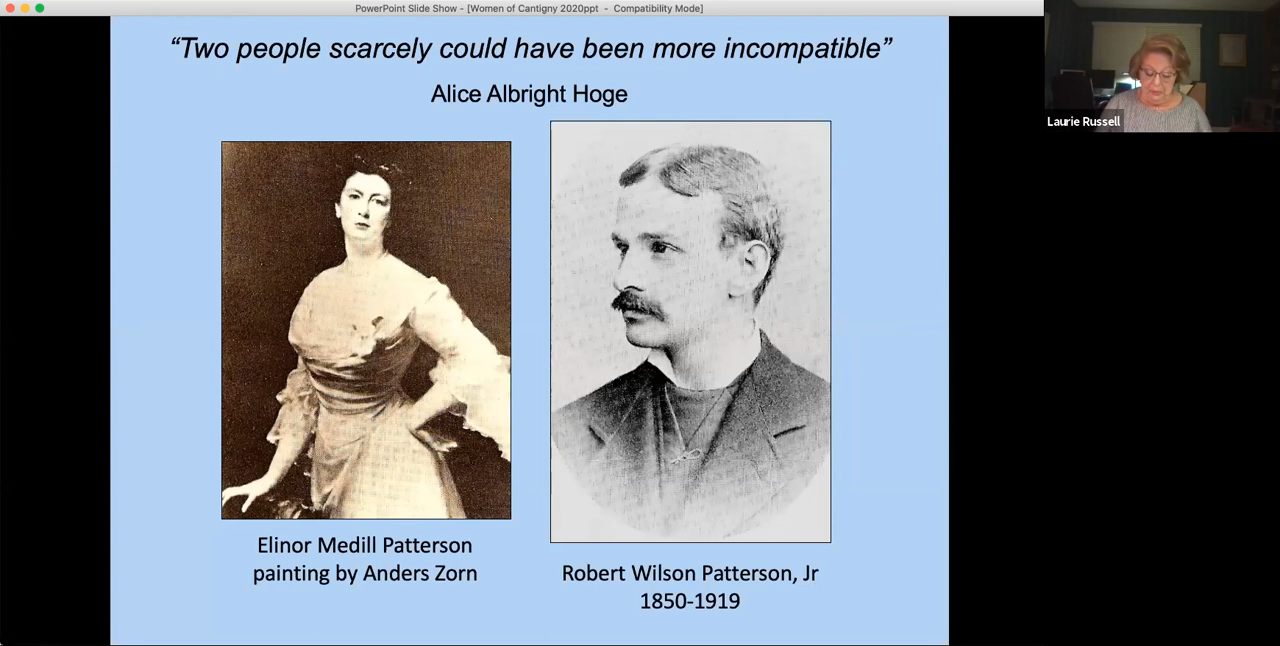 PowerPoint Slide Show - [Women of Cantigny 2020ppt - Compatibility Mode]
“Two people scarcely could have been more incompatible”
Alice Albright Hoge
Laurie Russell
Elinor Medill Patterson
painting by Anders Zorn
Robert Wilson Patterson, Jr
1850-1919